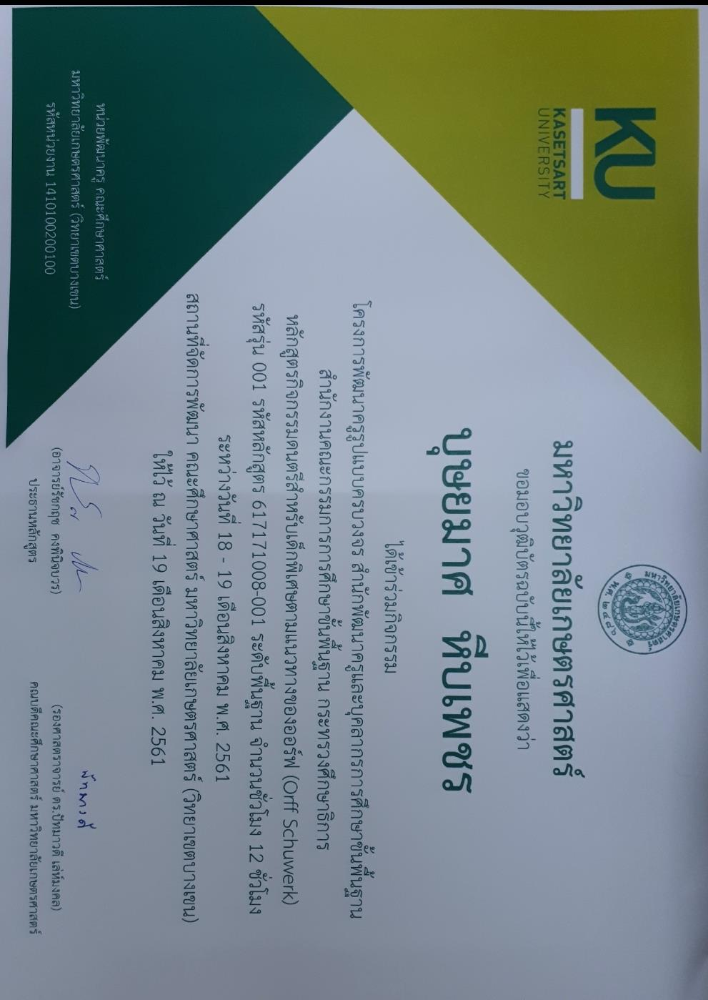 KU
KASETSART
UNIVERSITY
มหาวิทยาลัยเกษตรศาสตร์
พ.ศ. ๒๔๘๖
มหาวิทยาลัยเกษตรศาสตร์
ขอมอบวุฒิบัตรฉบับนี้ให้ไว้เพื่อแสดงว่า
บุษยมาศ หีบเพชร
ได้เข้าร่วมกิจกรรม
โครงการพัฒนาครูรูปแบบครบวงจร สำนักพัฒนาครูและบุคลากรการศึกษาขั้นพื้นฐาน
สำนักงานคณะกรรมการการศึกษาขั้นพื้นฐาน กระทรวงศึกษาธิการ
หลักสูตรกิจกรรมดนตรีสำหรับเด็กพิเศษตามแนวทางของออร์ฟ (Orff Schuwerk)
รหัสรุ่น 001 รหัสหลักสูตร 61171008-001 ระดับพื้นฐาน จำนวนชั่วโมง 12 ชั่วโมง
ระหว่างวันที่ 18 - 19 เดือนสิงหาคม พ.ศ. 2561
สถานที่จัดการพัฒนา คณะศึกษาศาสตร์ มหาวิทยาลัยเกษตรศาสตร์ (วิทยาเขตบางเขน)
ให้ไว้ ณ วันที่ 19 เดือนสิงหาคม พ.ศ. 2561
หน่วยพัฒนาครู คณะศึกษาศาสตร์
มหาวิทยาลัยเกษตรศาสตร์ (วิทยาเขตบางเขน)
รหัสหน่วยงาน 1410100200100
(อาจารย์รัชกฤช คงพินิจบวร)
ประธานหลักสูตร
ปัทมาวดี
(รองศาสตราจารย์ ดร.ปัทมาวดี เล่ห์มงคล)
คณบดีคณะศึกษาศาสตร์ มหาวิทยาลัยเกษตรศาสตร์